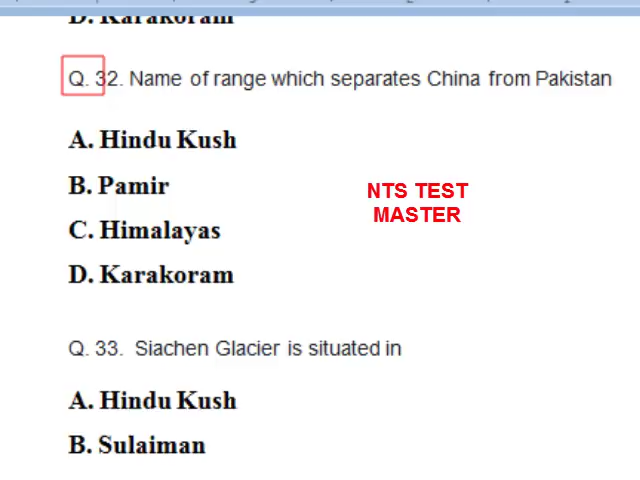 D. Karakoram
Q. 32. Name of range which separates China from Pakistan
A. Hindu Kush
B. Pamir
NTS TEST
MASTER
C. Himalayas
D. Karakoram
Q. 33. Siachen Glacier is situated in
A. Hindu Kush
B. Sulaiman